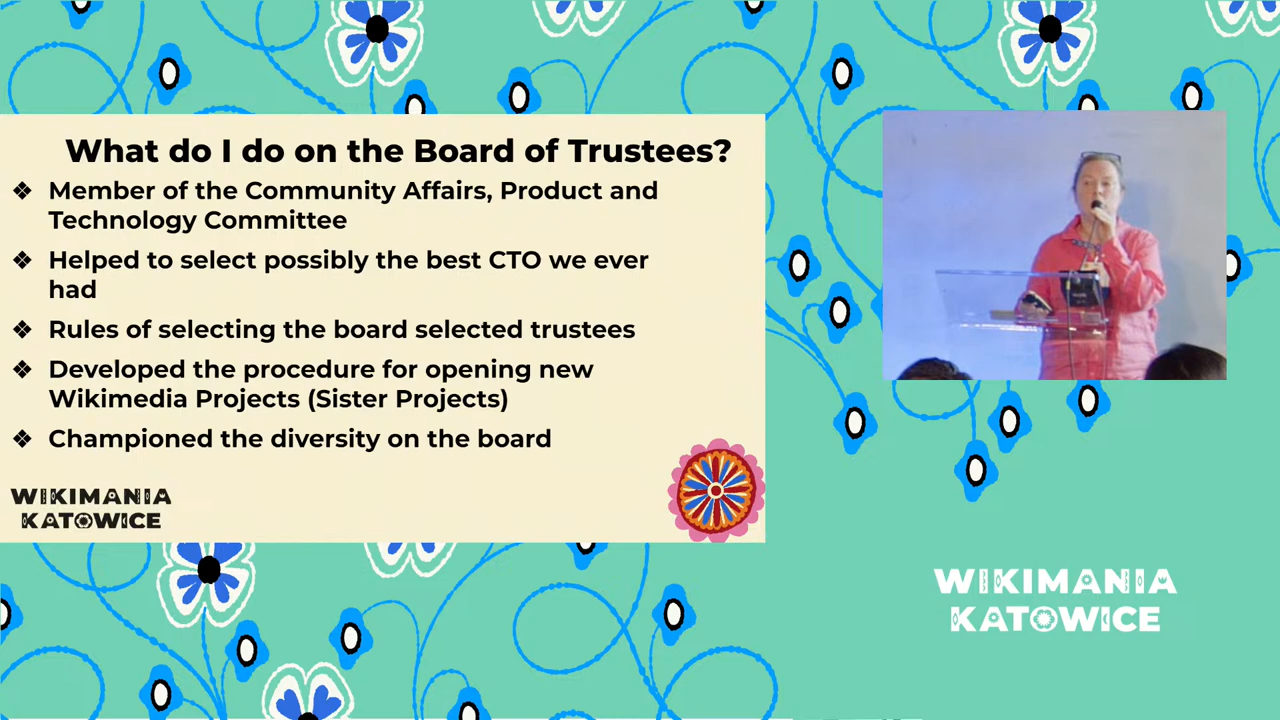 What do I do on the Board of Trustees?
❖ Member of the Community Affairs, Product and
Technology Committee
❖ Helped to select possibly the best CTO we ever
had
❖ Rules of selecting the board selected trustees
❖ Developed the procedure for opening new
Wikimedia Projects (Sister Projects)
❖ Championed the diversity on the board
WIKIMANIA
KATOWICE
WIKIMANIA
KATOWICE